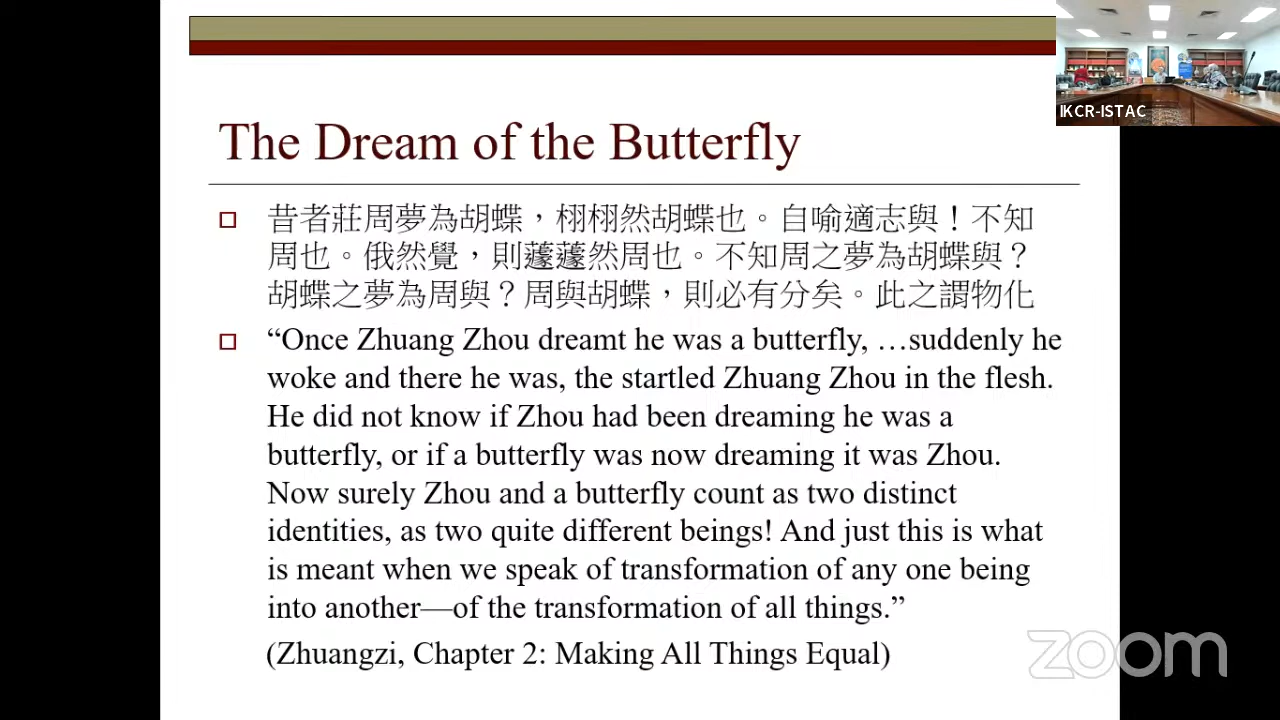 The Dream of the Butterfly
昔者莊周夢為胡蝶，栩栩然胡蝶也。自喻適志與！不知
周也。俄然覺，則蘧蘧然周也。不知周之夢為胡蝶與？
胡蝶之夢為周與？周與胡蝶，則必有分矣。此之謂物化
“Once Zhuang Zhou dreamt he was a butterfly, …suddenly he
woke and there he was, the startled Zhuang Zhou in the flesh.
He did not know if Zhou had been dreaming he was a
butterfly, or if a butterfly was now dreaming it was Zhou.
Now surely Zhou and a butterfly count as two distinct
identities, as two quite different beings! And just this is what
is meant when we speak of transformation of any one being
into another—of the transformation of all things.”
(Zhuangzi, Chapter 2: Making All Things Equal)
IKCR-ISTAC
zoom